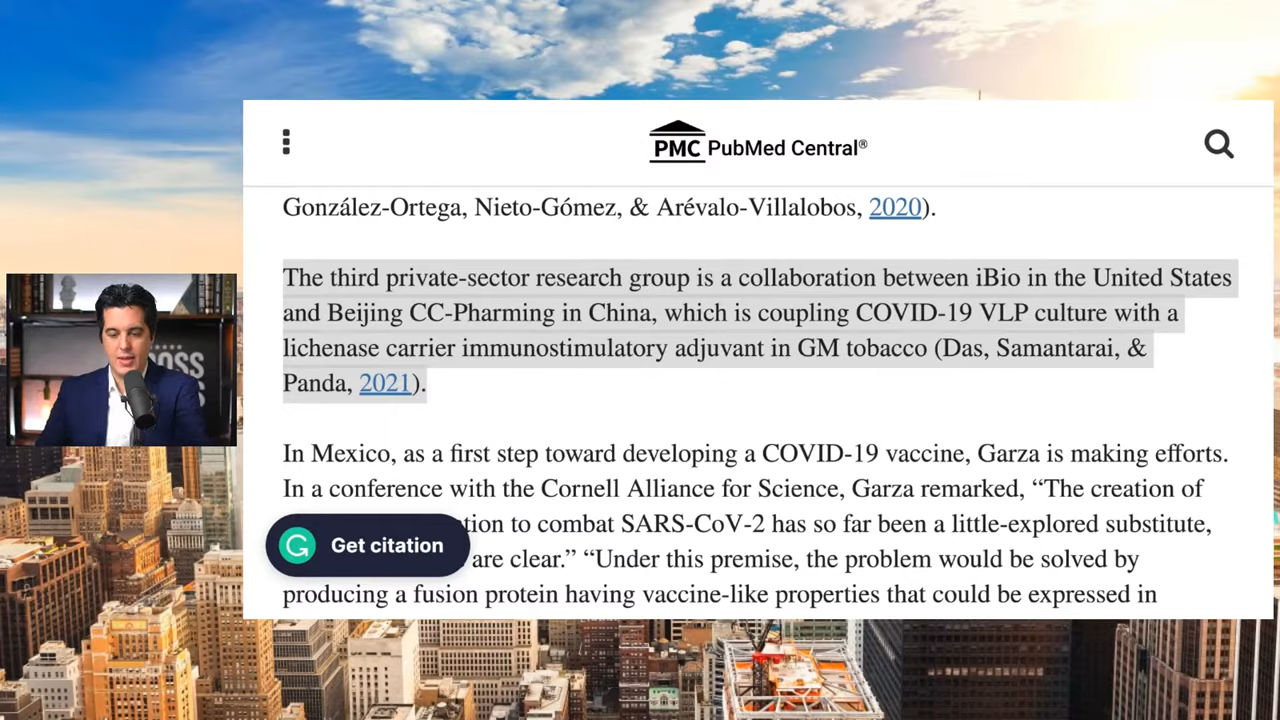 PMC PubMed Central®
González-Ortega, Nieto-Gómez, & Arévalo-Villalobos, 2020).
The third private-sector research group is a collaboration between iBio in the United States
and Beijing CC-Pharming in China, which is coupling COVID-19 VLP culture with a
lichenase carrier immunostimulatory adjuvant in GM tobacco (Das, Samantarai, &
Panda, 2021).
In Mexico, as a first step toward developing a COVID-19 vaccine, Garza is making efforts.
In a conference with the Cornell Alliance for Science, Garza remarked, “The creation of
tion to combat SARS-CoV-2 has so far been a little-explored substitute,
Get citation
are clear.” “Under this premise, the problem would be solved by
producing a fusion protein having vaccine-like properties that could be expressed in